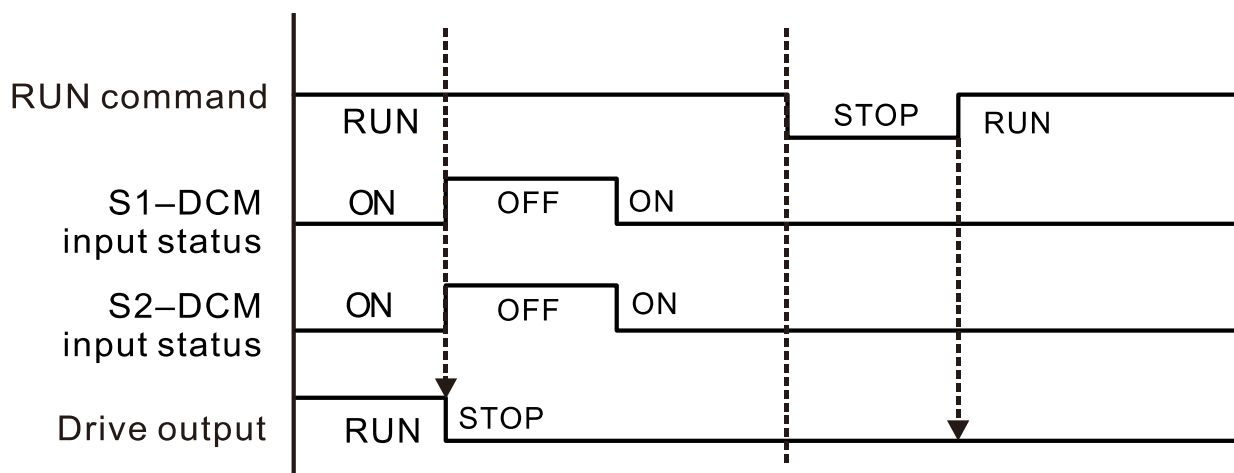 RUN command
RUN
STOP
RUN
S1–DCM
input status
ON
OFF
ON
S2–DCM
input status
ON
OFF
ON
Drive output
RUN
STOP